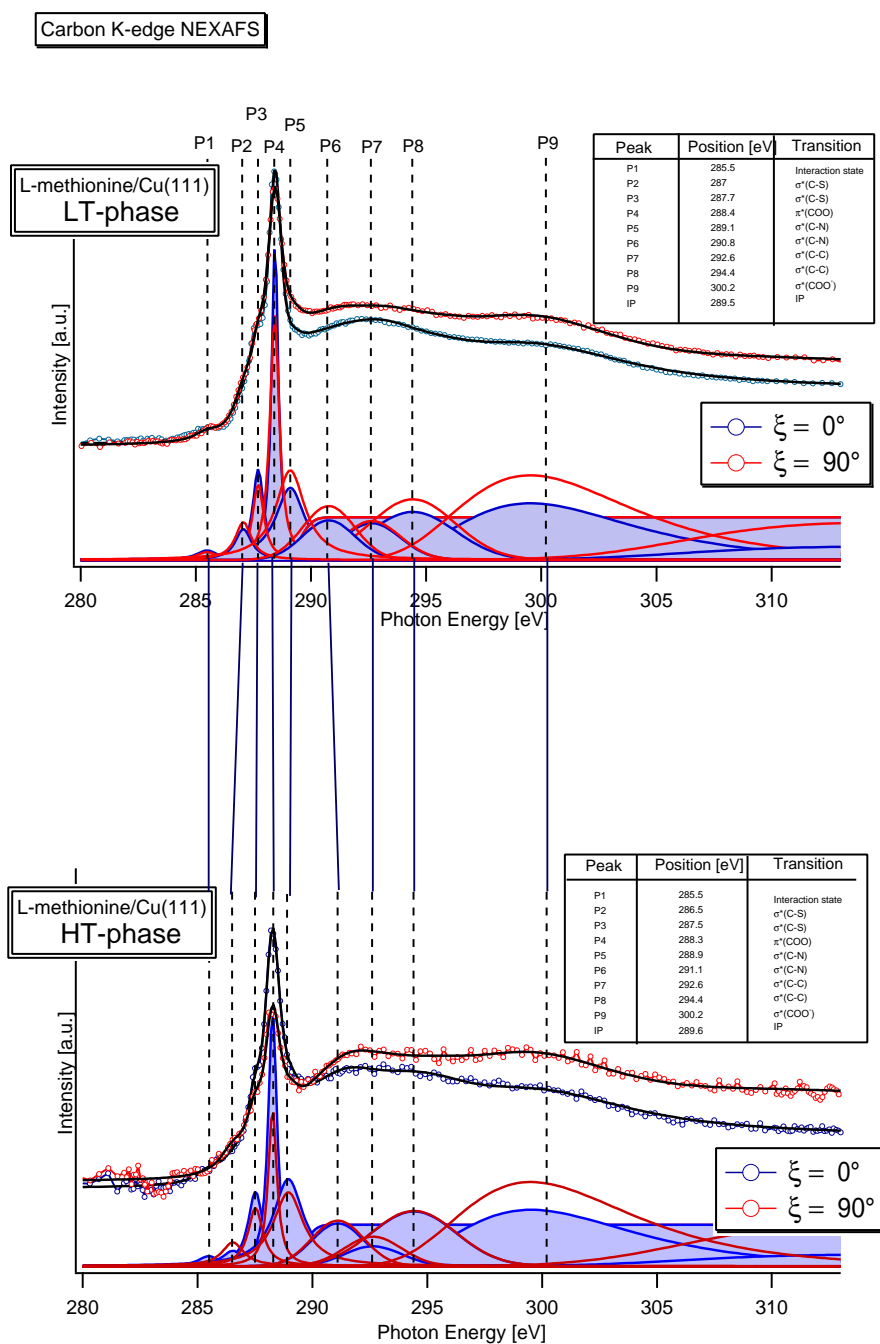 Carbon K-edge NEXAFS
P1 P2 P3 P4 P5 P6 P7 P8 P9
L-methionine/Cu(111)
LT-phase
Peak Position [eV] Transition
P1 285.5 Interaction state
P2 287 σ*(C-S)
P3 287.7 σ*(C-S)
P4 288.4 π*(COO)
P5 289.1 σ*(C-N)
P6 290.8 σ*(C-N)
P7 292.6 σ*(C-C)
P8 294.4 σ*(C-C)
P9 300.2 σ*(COO⁻)
IP 289.5 IP
Intensity [a.u.]
ξ = 0°
ξ = 90°
280 285 290 295 300 305 310
Photon Energy [eV]
L-methionine/Cu(111)
HT-phase
Peak Position [eV] Transition
P1 285.5 Interaction state
P2 286.5 σ*(C-S)
P3 287.5 σ*(C-S)
P4 288.3 π*(COO)
P5 288.9 σ*(C-N)
P6 291.1 σ*(C-N)
P7 292.6 σ*(C-C)
P8 294.4 σ*(C-C)
P9 300.2 σ*(COO⁻)
IP 289.6 IP
Intensity [a.u.]
ξ = 0°
ξ = 90°
280 285 290 295 300 305 310
Photon Energy [eV]